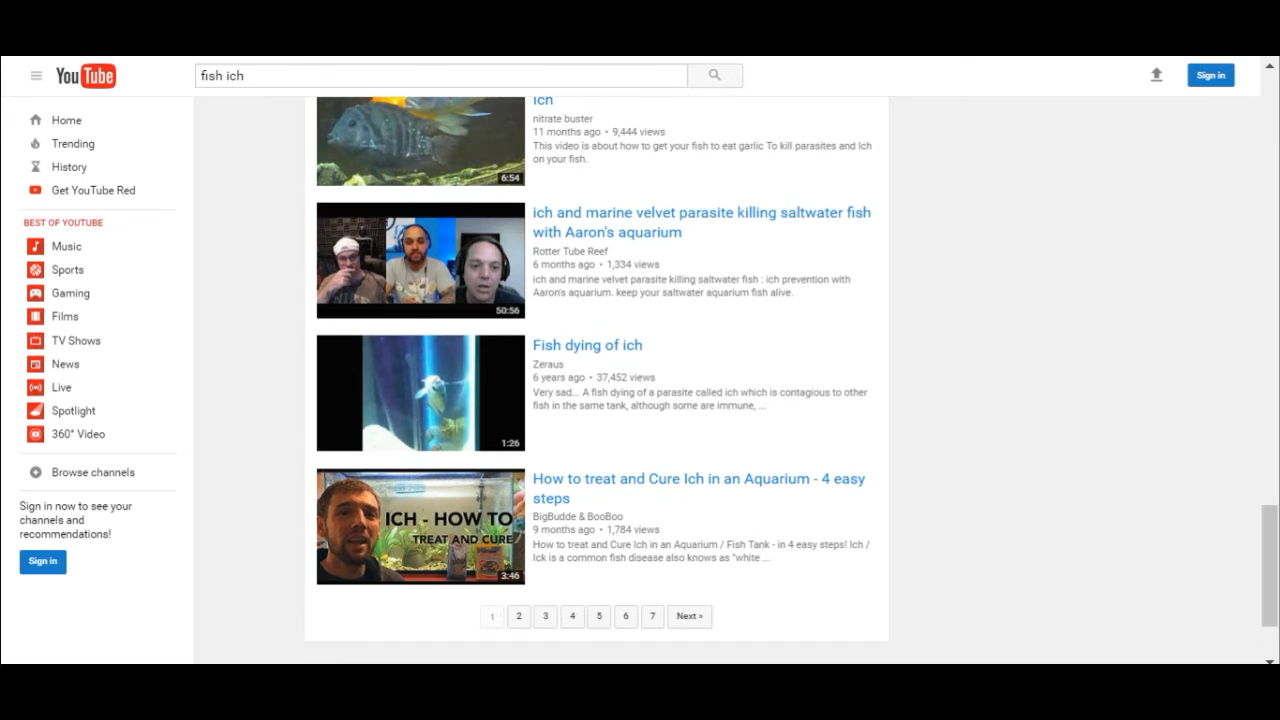 YouTube
fish ich
Sign in
Home
Trending
History
Get YouTube Red
BEST OF YOUTUBE
Music
Sports
Gaming
Films
TV Shows
News
Live
Spotlight
360° Video
Browse channels
Sign in now to see your
channels and
recommendations!
Sign in
Ich
nitrate buster
11 months ago • 9,444 views
This video is about how to get your fish to eat garlic To kill parasites and Ich
on your fish.
6:54
ich and marine velvet parasite killing saltwater fish
with Aaron's aquarium
Rotter Tube Reef
6 months ago • 1,334 views
ich and marine velvet parasite killing saltwater fish : ich prevention with
Aaron's aquarium. keep your saltwater aquarium fish alive.
50:56
Fish dying of ich
Zeraus
6 years ago • 37,452 views
Very sad... A fish dying of a parasite called ich which is contagious to other
fish in the same tank, although some are immune, ...
1:26
How to treat and Cure Ich in an Aquarium - 4 easy
steps
BigBudde & BooBoo
9 months ago • 1,784 views
How to treat and Cure Ich in an Aquarium / Fish Tank - in 4 easy steps! Ich /
Ick is a common fish disease also knows as "white ...
ICH - HOW TO
TREAT AND CURE
3:46
1 2 3 4 5 6 7 Next »